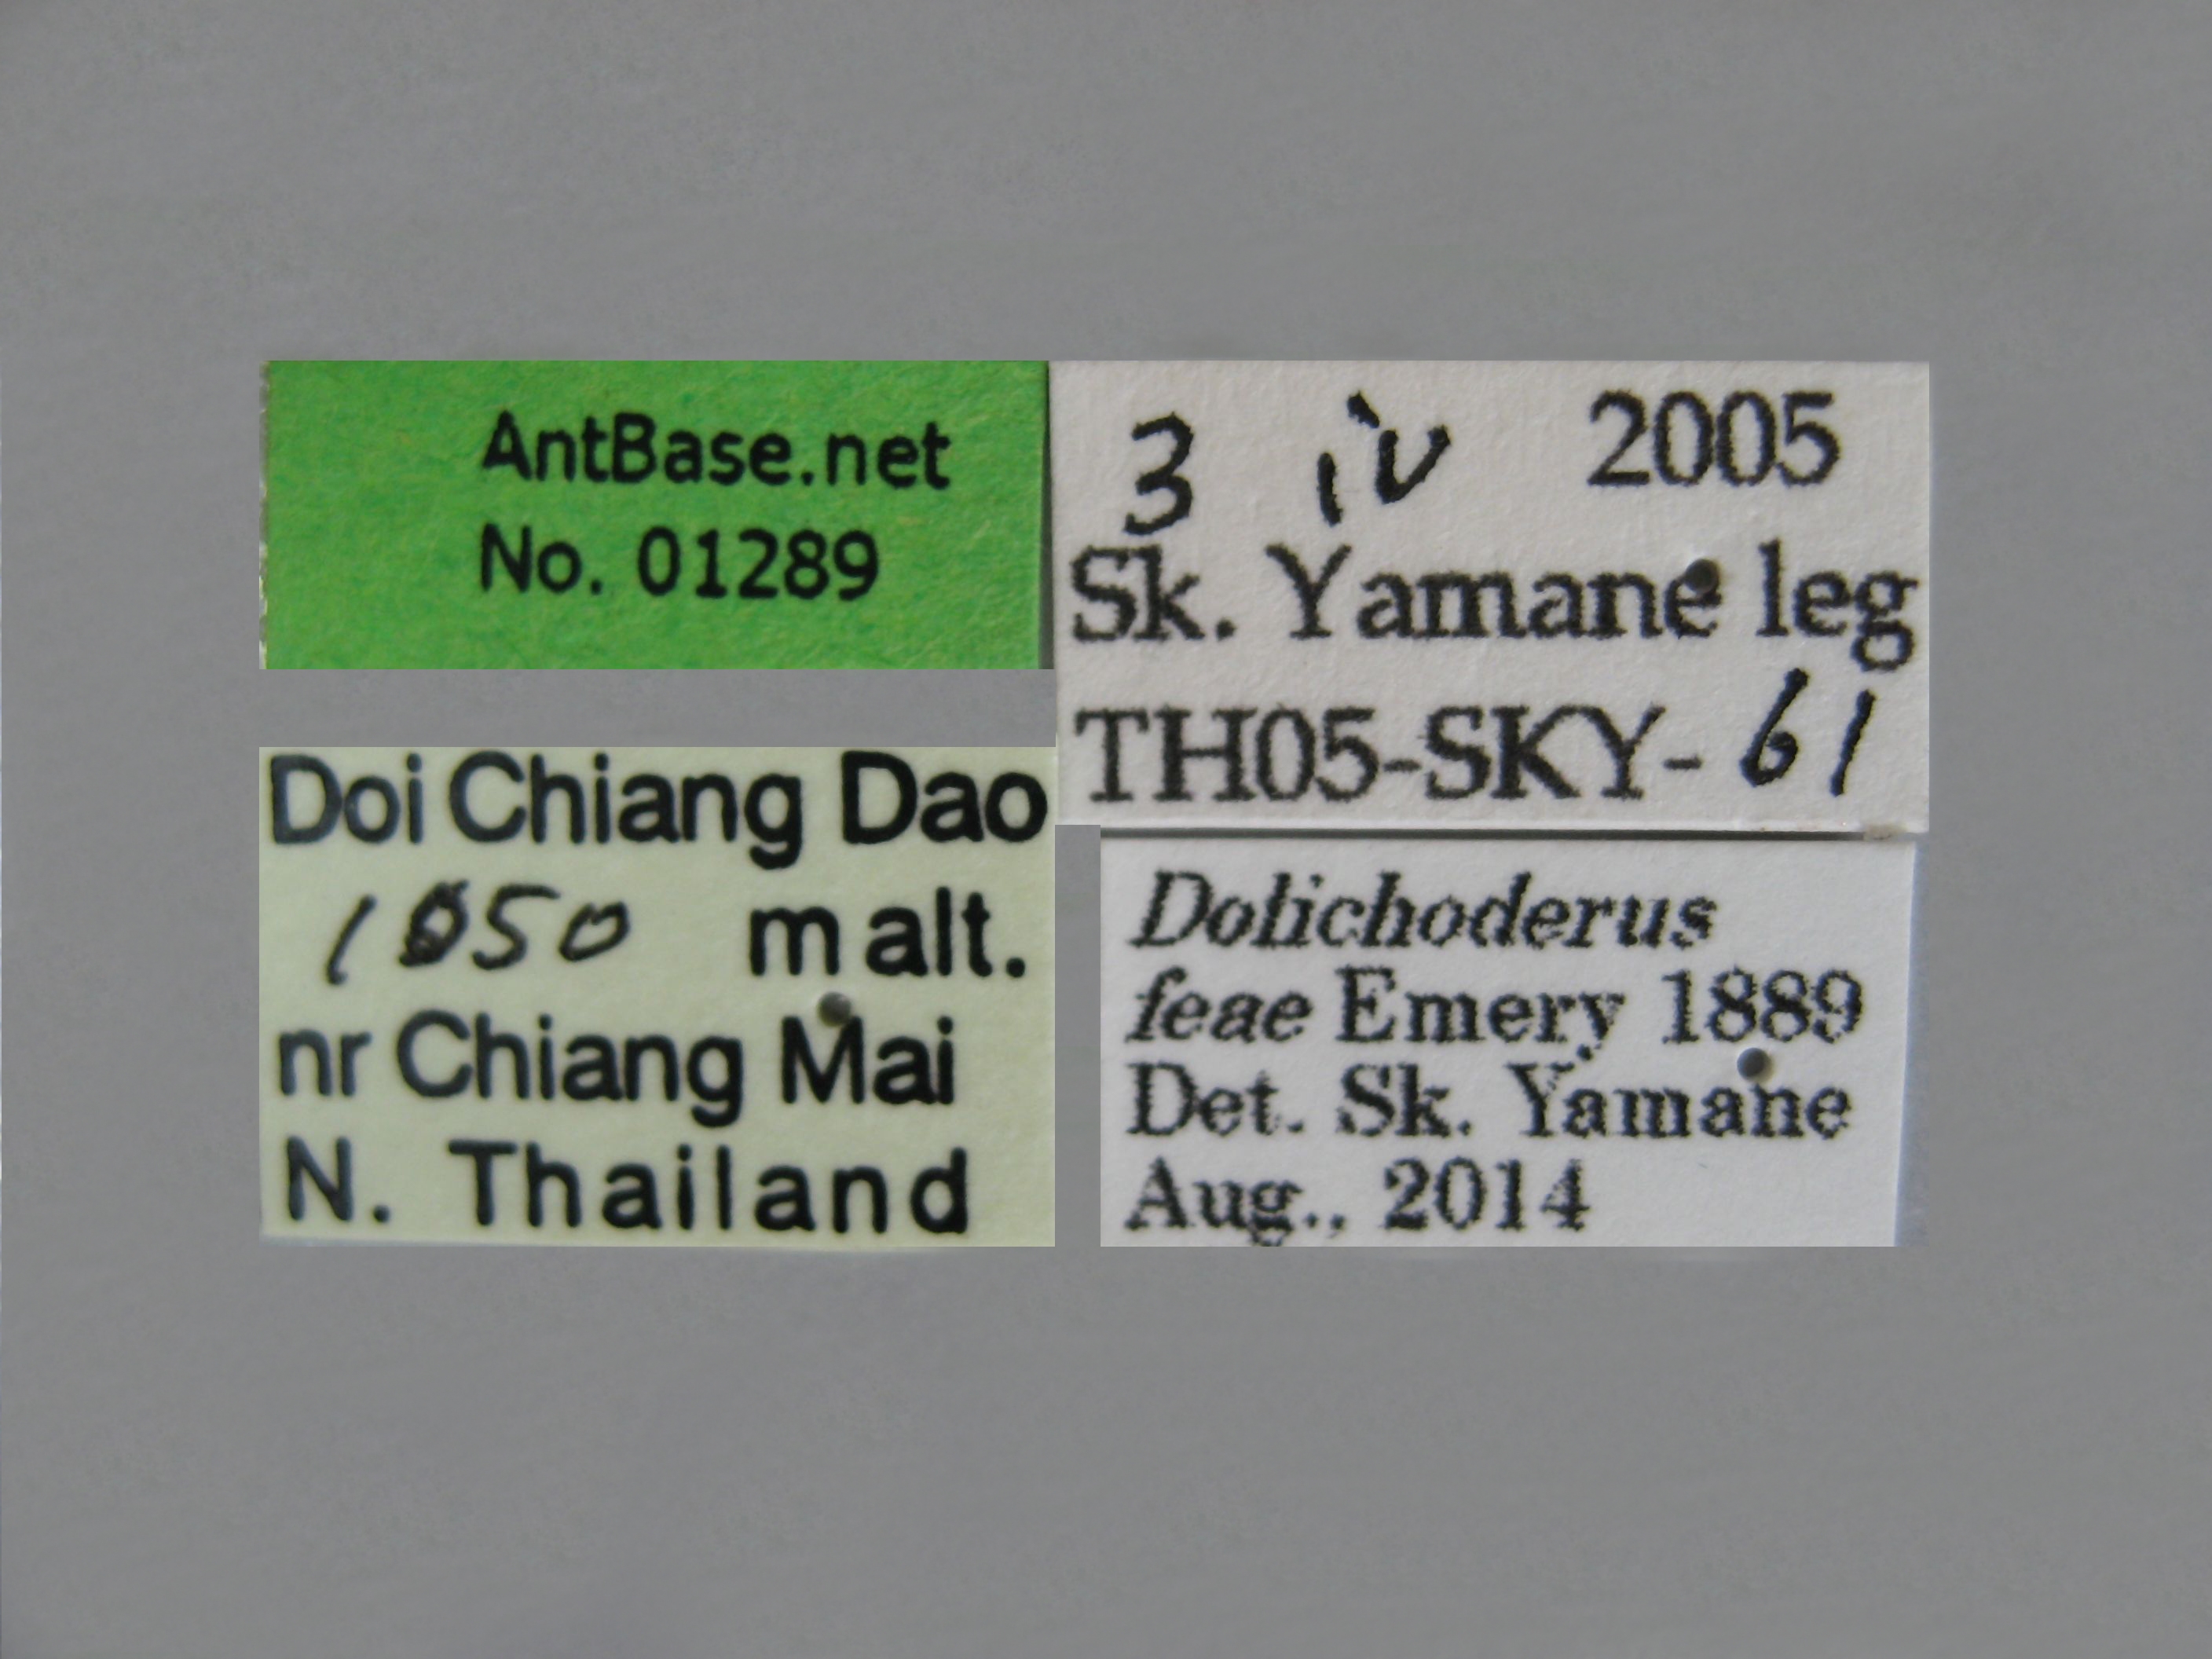 AntBase.net
No. 01289
3 iv 2005
Sk. Yamane leg
TH05-SKY-61
Doi Chiang Dao
1050 m alt.
nr Chiang Mai
N. Thailand
Dolichoderus
feae Emery 1889
Det. Sk. Yamane
Aug., 2014